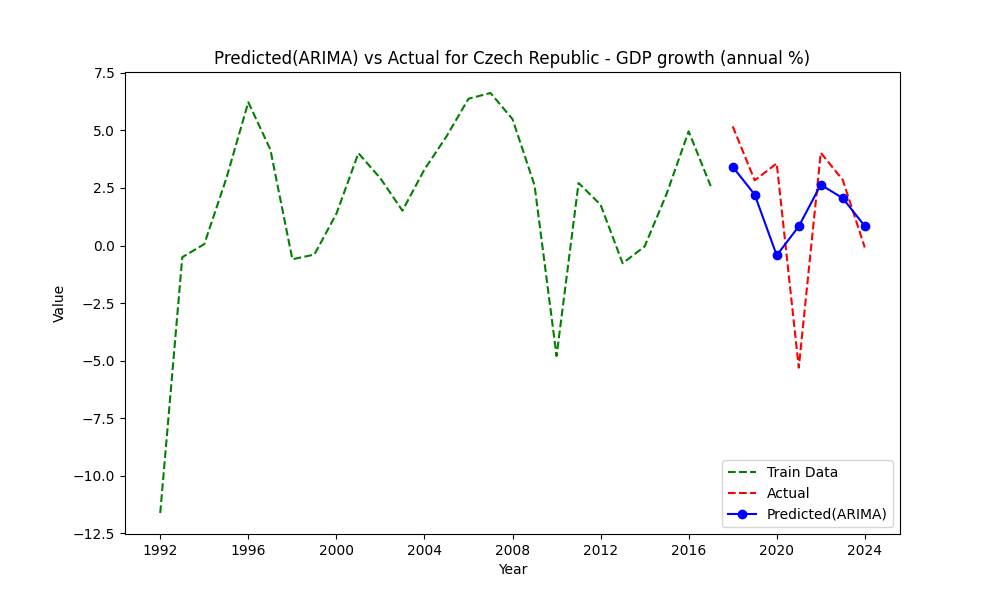 Predicted(ARIMA) vs Actual for Czech Republic - GDP growth (annual %)
7.5
5.0
2.5
0.0
−2.5
−5.0
−7.5
−10.0
−12.5
Value
1992 1996 2000 2004 2008 2012 2016 2020 2024
Year
Train Data
Actual
Predicted(ARIMA)